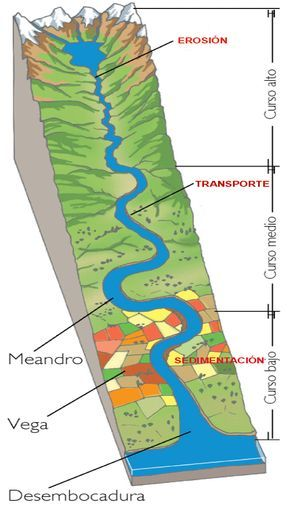 EROSIÓN
Curso alto
TRANSPORTE
Curso medio
Meandro
SEDIMENTACIÓN
Curso bajo
Vega
Desembocadura